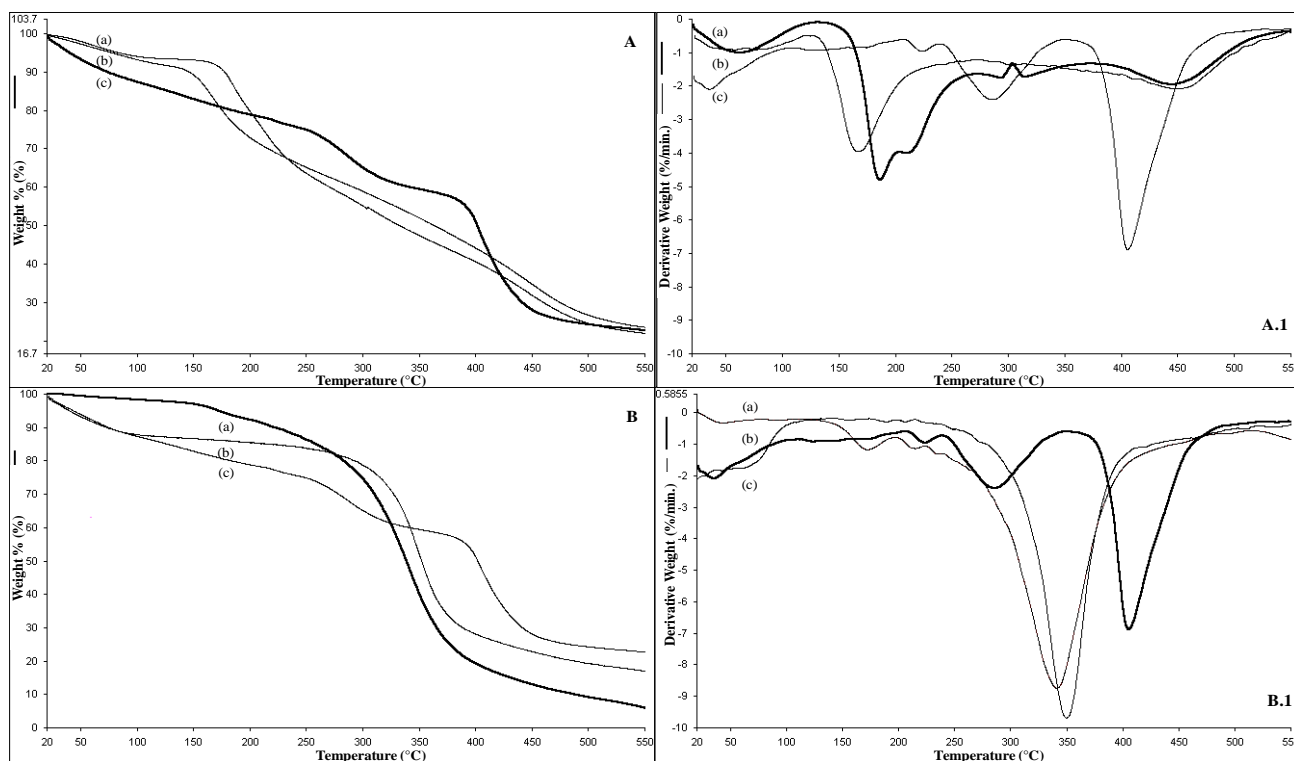 103.7
100
90
80
70
60
50
40
30
16.7
Weight % (%)
(a)
(b)
(c)
A
20 50 100 150 200 250 300 350 400 450 500 550
Temperature (°C)
0
-1
-2
-3
-4
-5
-6
-7
-8
-9
-10
Derivative Weight (%/min.)
(a)
(b)
(c)
A.1
20 50 100 150 200 250 300 350 400 450 500 55
Temperature (°C)
100
90
80
70
60
50
40
30
20
10
0
Weight % (%)
(a)
(b)
(c)
B
20 50 100 150 200 250 300 350 400 450 500 550
Temperature (°C)
0.5855
0
-1
-2
-3
-4
-5
-6
-7
-8
-9
-10
Derivative Weight (%/min.)
(a)
(b)
(c)
B.1
20 50 100 150 200 250 300 350 400 450 500 55
Temperature (°C)